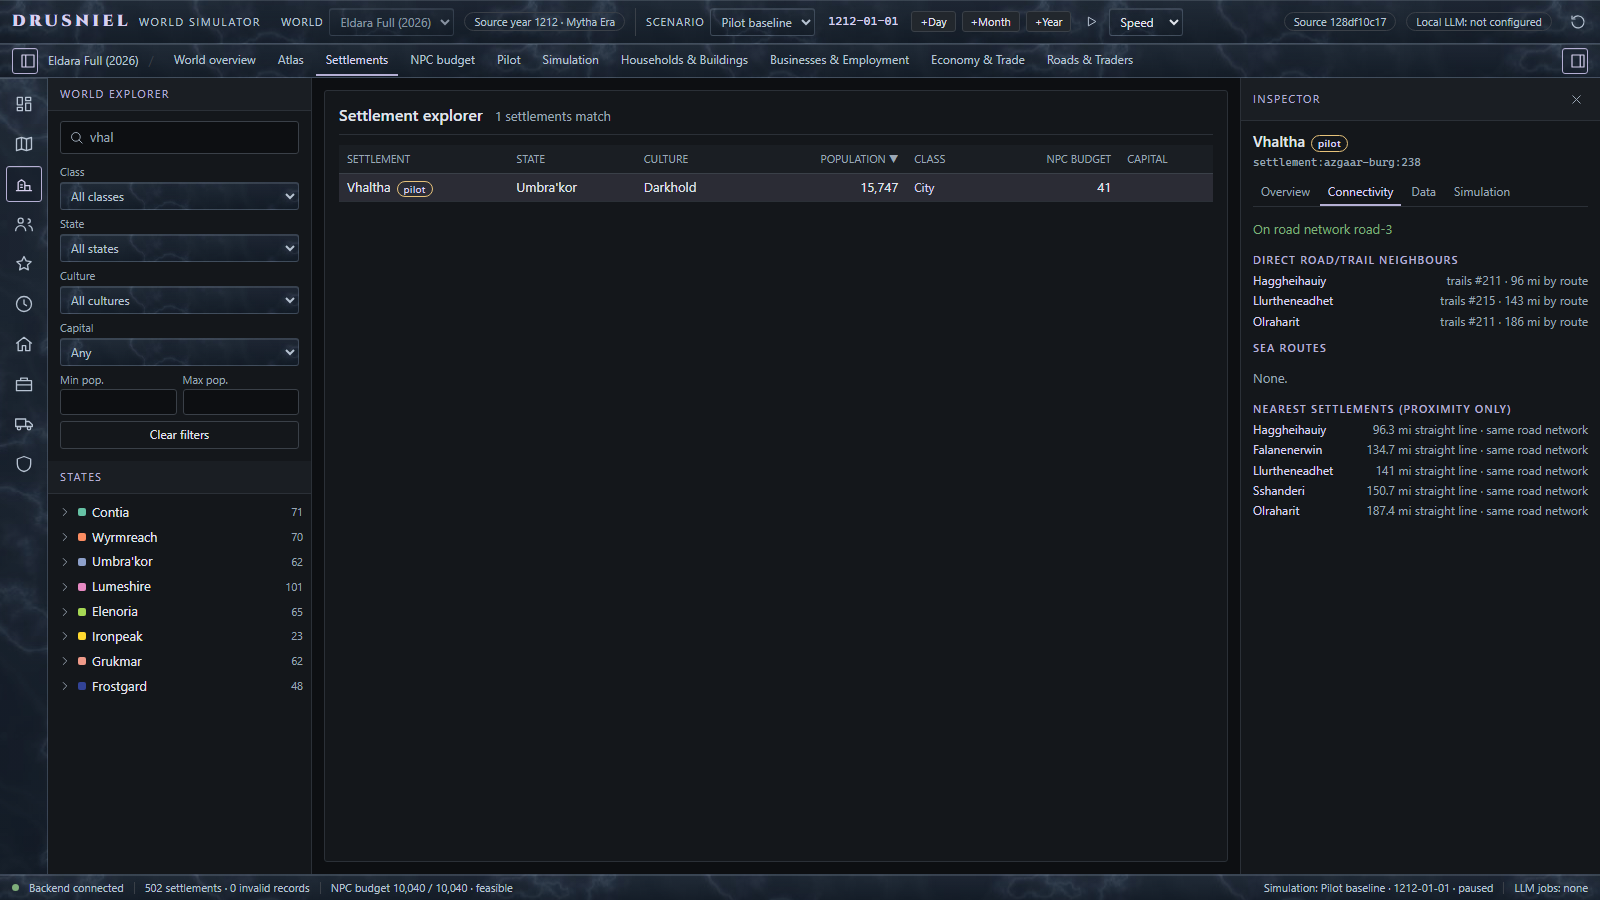 DRUSNIEL WORLD SIMULATOR WORLD Eldara Full (2026) Source year 1212 · Mytha Era SCENARIO Pilot baseline 1212-01-01 +Day +Month +Year Speed Source 128df10c17 Local LLM: not configured
Eldara Full (2026) / World overview Atlas Settlements NPC budget Pilot Simulation Households & Buildings Businesses & Employment Economy & Trade Roads & Traders
WORLD EXPLORER
vhal
Class
All classes
State
All states
Culture
All cultures
Capital
Any
Min pop. Max pop.
Clear filters
STATES
Contia 71
Wyrmreach 70
Umbra'kor 62
Lumeshire 101
Elenoria 65
Ironpeak 23
Grukmar 62
Frostgard 48
Settlement explorer 1 settlements match
SETTLEMENT STATE CULTURE POPULATION ▼ CLASS NPC BUDGET CAPITAL
Vhaltha pilot Umbra'kor Darkhold 15,747 City 41
INSPECTOR
Vhaltha pilot
settlement:azgaar-burg:238
Overview Connectivity Data Simulation
On road network road-3
DIRECT ROAD/TRAIL NEIGHBOURS
Haggheihauiy trails #211 · 96 mi by route
Llurtheneadhet trails #215 · 143 mi by route
Olraharit trails #211 · 186 mi by route
SEA ROUTES
None.
NEAREST SETTLEMENTS (PROXIMITY ONLY)
Haggheihauiy 96.3 mi straight line · same road network
Falanenerwin 134.7 mi straight line · same road network
Llurtheneadhet 141 mi straight line · same road network
Sshanderi 150.7 mi straight line · same road network
Olraharit 187.4 mi straight line · same road network
Backend connected 502 settlements · 0 invalid records NPC budget 10,040 / 10,040 · feasible Simulation: Pilot baseline · 1212-01-01 · paused LLM jobs: none